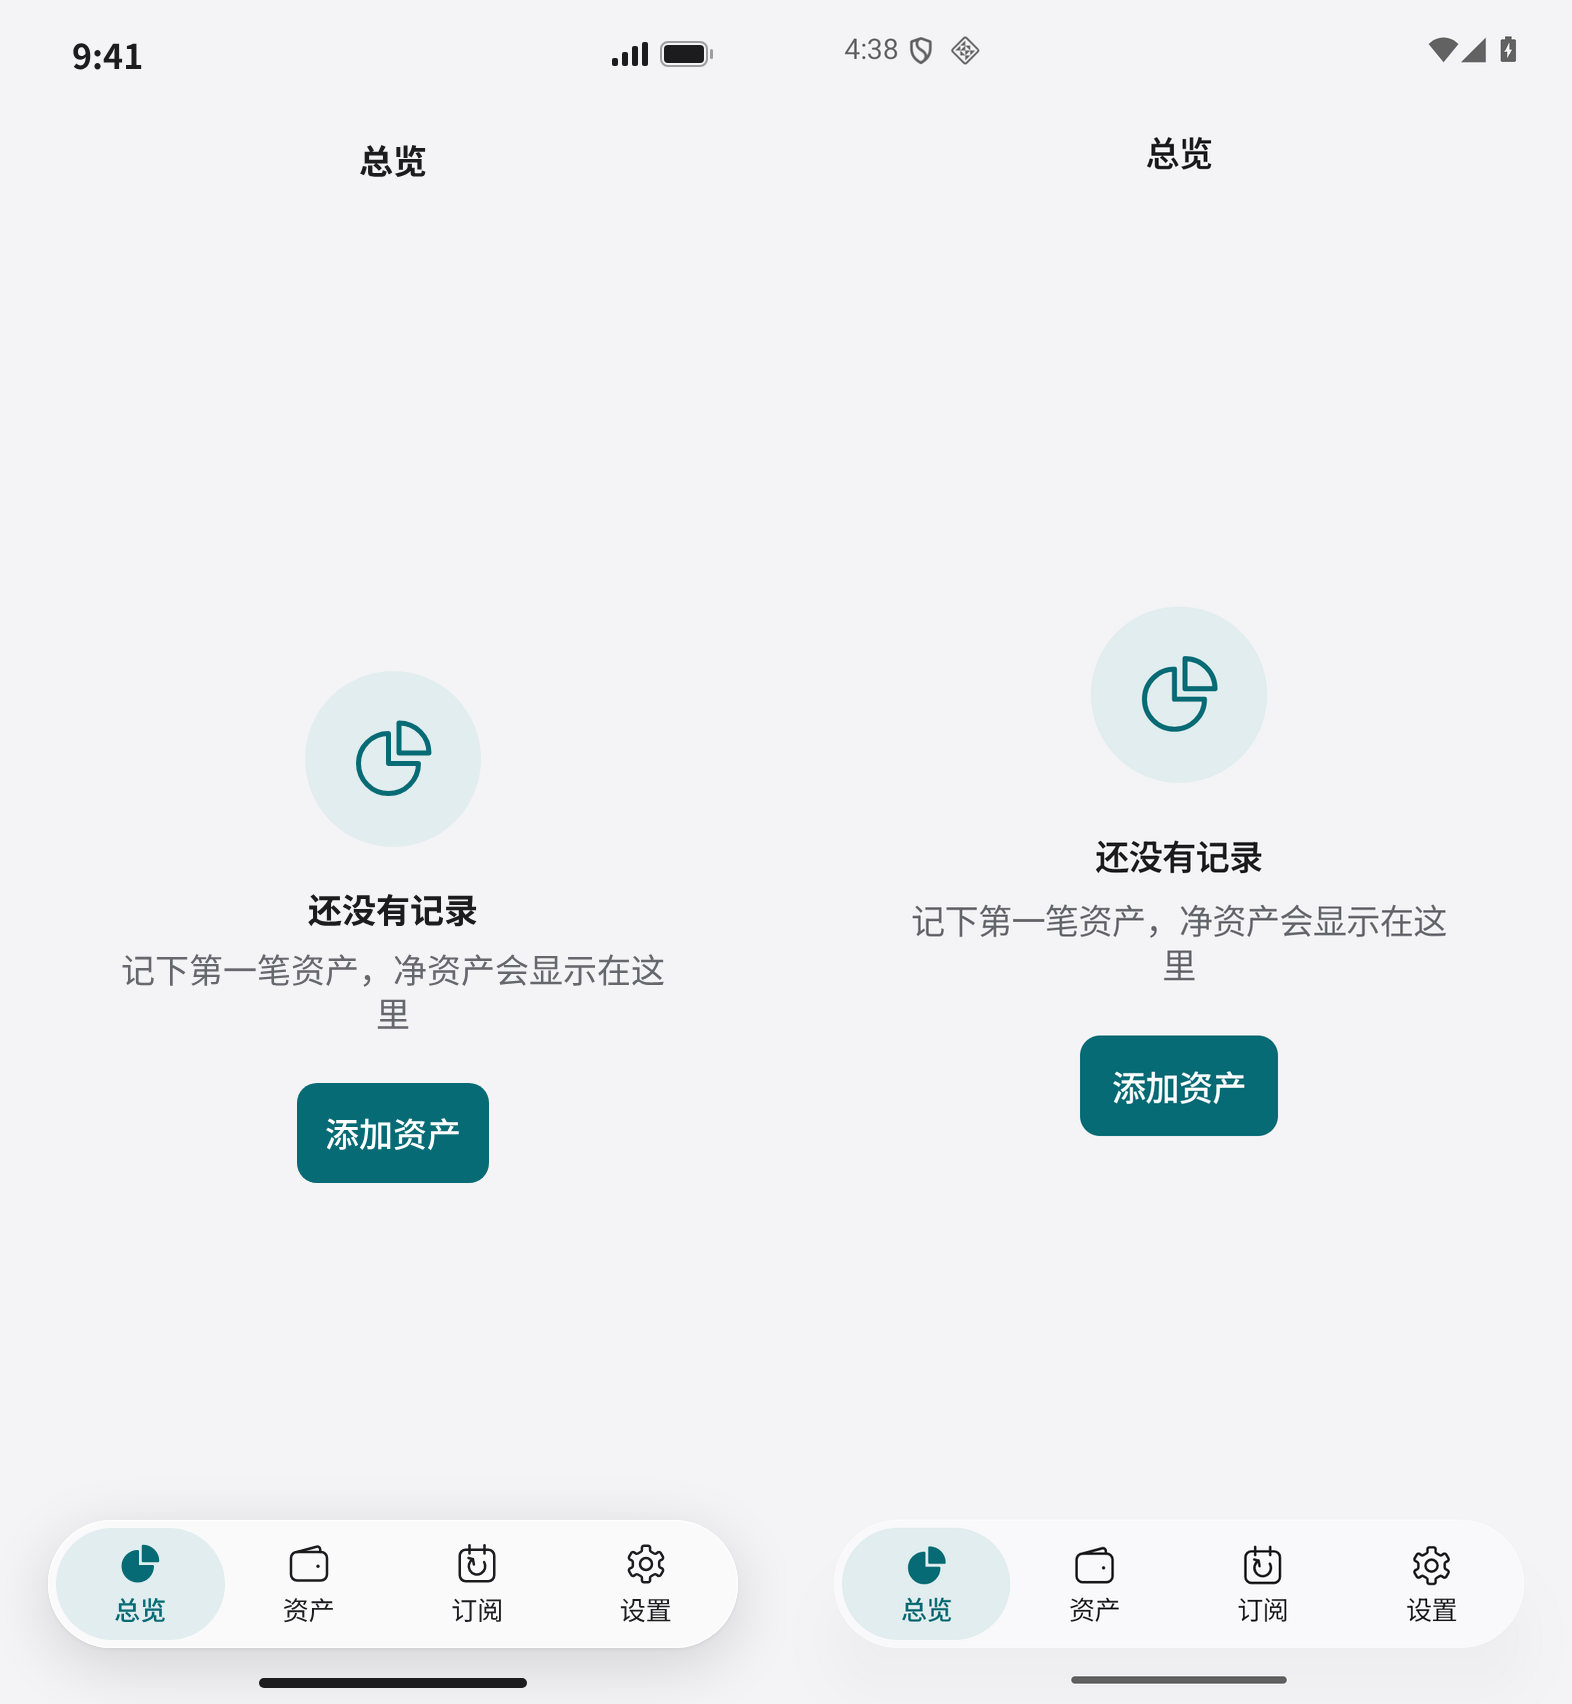 9:41
总览
还没有记录
记下第一笔资产，净资产会显示在这
里
添加资产
总览
资产
订阅
设置
4:38
总览
还没有记录
记下第一笔资产，净资产会显示在这
里
添加资产
总览
资产
订阅
设置